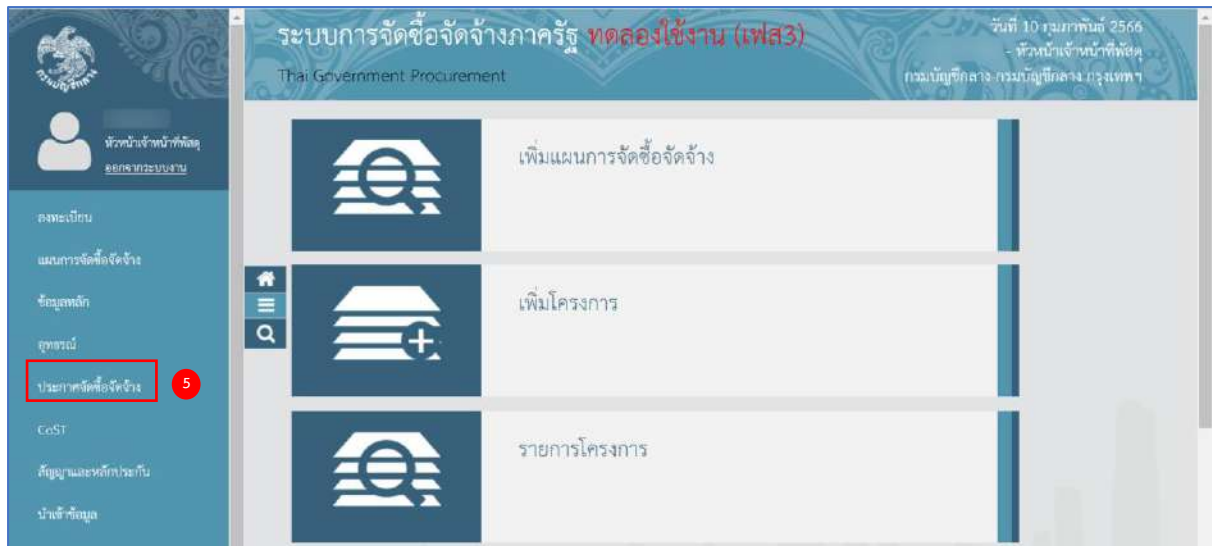 ระบบการจัดซื้อจัดจ้างภาครัฐ ทดลองใช้งาน (เฟส3)
Thai Government Procurement
วันที่ 10 กุมภาพันธ์ 2566
- หัวหน้าเจ้าหน้าที่พัสดุ
กรมบัญชีกลาง กรมบัญชีกลาง กรุงเทพฯ
กรมบัญชีกลาง
หัวหน้าเจ้าหน้าที่พัสดุ
ออกจากระบบงาน
ลงทะเบียน
แผนการจัดซื้อจัดจ้าง
ข้อมูลหลัก
อุทธรณ์
ประกาศจัดซื้อจัดจ้าง
5
CoST
สัญญาและหลักประกัน
นำเข้าข้อมูล
เพิ่มแผนการจัดซื้อจัดจ้าง
เพิ่มโครงการ
รายการโครงการ